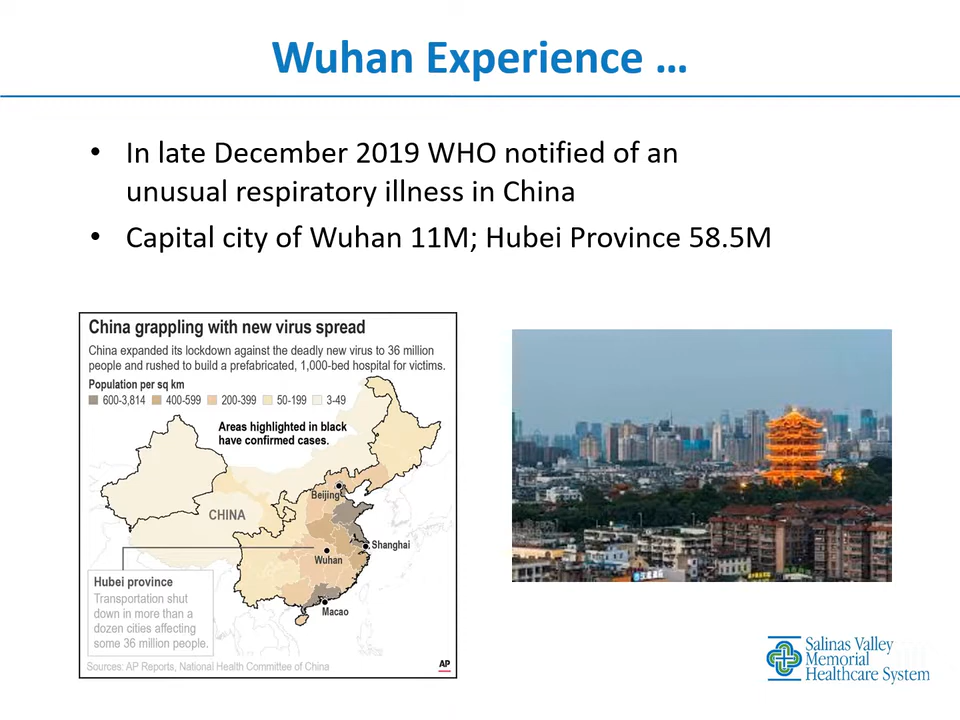 Wuhan Experience …
• In late December 2019 WHO notified of an
unusual respiratory illness in China
• Capital city of Wuhan 11M; Hubei Province 58.5M
China grappling with new virus spread
China expanded its lockdown against the deadly new virus to 36 million
people and rushed to build a prefabricated, 1,000-bed hospital for victims.
Population per sq km
600-3,814 400-599 200-399 50-199 3-49
Areas highlighted in black
have confirmed cases.
Beijing
CHINA
Shanghai
Wuhan
Hubei province
Transportation shut
down in more than a
dozen cities affecting
some 36 million people.
Macao
Sources: AP Reports, National Health Committee of China
AP
Salinas Valley
Memorial
Healthcare System